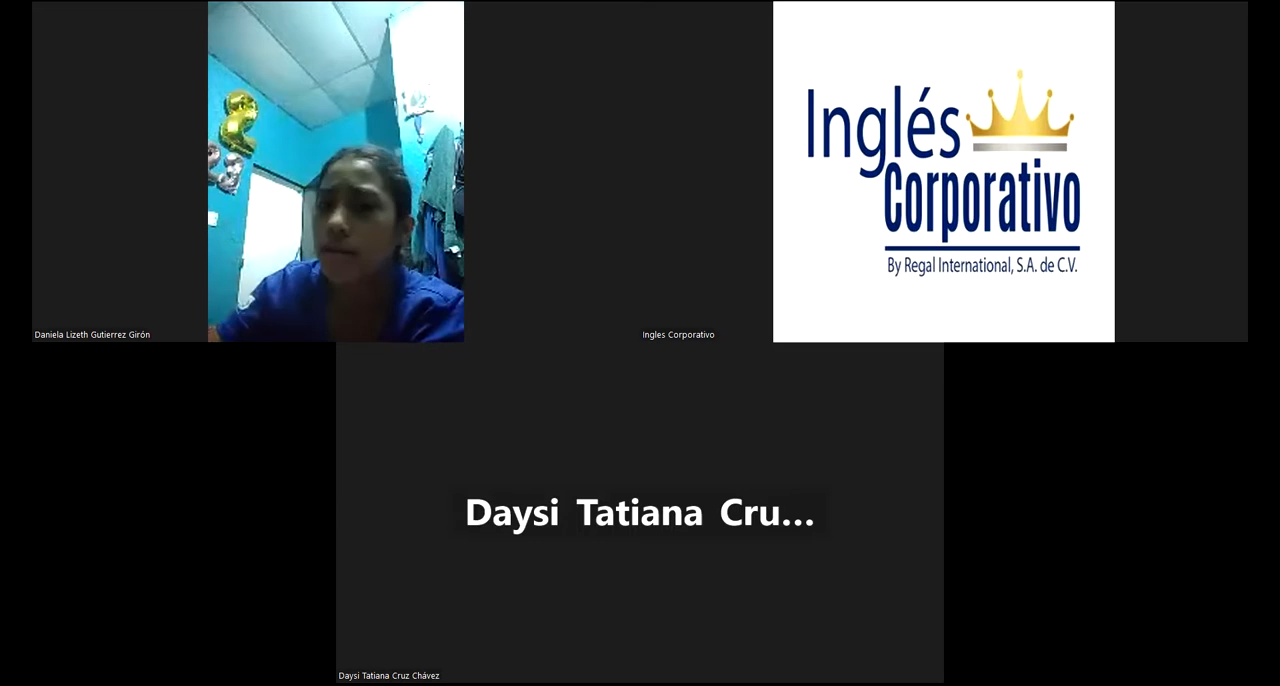 Inglés
Corporativo
By Regal International, S.A. de C.V.
Daniela Lizeth Gutierrez Girón
Ingles Corporativo
Daysi Tatiana Cru...
Daysi Tatiana Cruz Chávez